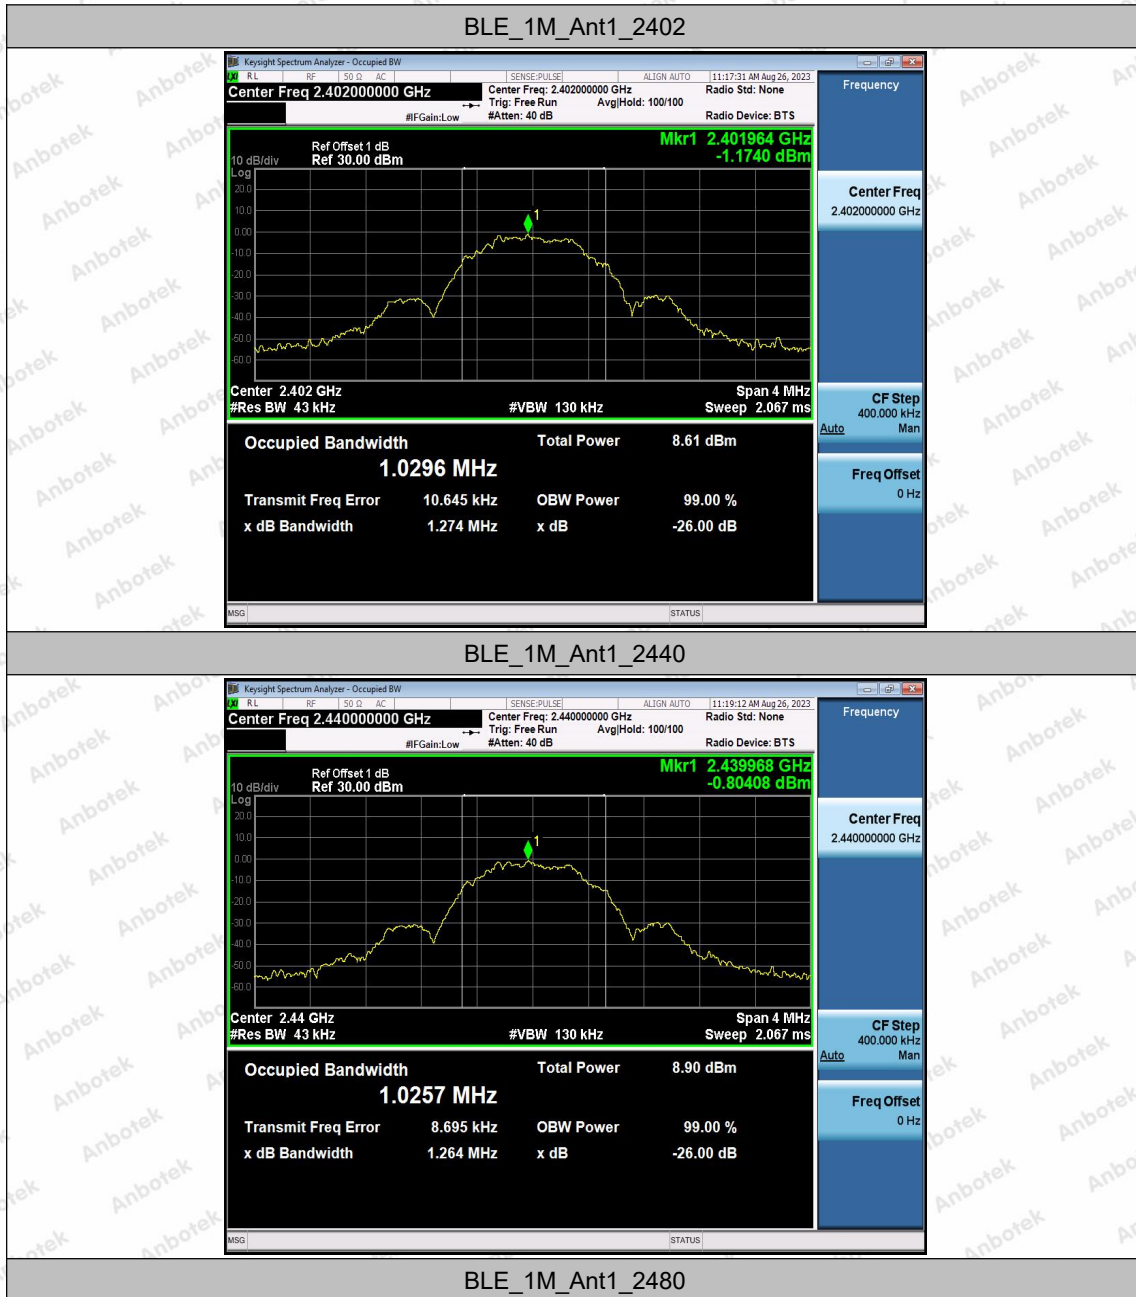 BLE_1M_Ant1_2402
Keysight Spectrum Analyzer - Occupied BW
RL RF 50 Ω AC SENSE:PULSE ALIGN AUTO 11:17:31 AM Aug 26, 2023
Center Freq 2.402000000 GHz Center Freq: 2.402000000 GHz Radio Std: None
Trig: Free Run Avg|Hold: 100/100
#IFGain:Low #Atten: 40 dB Radio Device: BTS
Frequency
Mkr1 2.401964 GHz
-1.1740 dBm
Ref Offset 1 dB
10 dB/div Ref 30.00 dBm
Log
20.0
10.0
0.00
-10.0
-20.0
-30.0
-40.0
-50.0
-60.0
1
Center Freq
2.402000000 GHz
Center 2.402 GHz Span 4 MHz
#Res BW 43 kHz #VBW 130 kHz Sweep 2.067 ms
CF Step
400.000 kHz
Auto Man
Occupied Bandwidth Total Power 8.61 dBm
1.0296 MHz
Transmit Freq Error 10.645 kHz OBW Power 99.00 %
x dB Bandwidth 1.274 MHz x dB -26.00 dB
Freq Offset
0 Hz
MSG STATUS
BLE_1M_Ant1_2440
Keysight Spectrum Analyzer - Occupied BW
RL RF 50 Ω AC SENSE:PULSE ALIGN AUTO 11:19:12 AM Aug 26, 2023
Center Freq 2.440000000 GHz Center Freq: 2.440000000 GHz Radio Std: None
Trig: Free Run Avg|Hold: 100/100
#IFGain:Low #Atten: 40 dB Radio Device: BTS
Frequency
Mkr1 2.439968 GHz
-0.80408 dBm
Ref Offset 1 dB
10 dB/div Ref 30.00 dBm
Log
20.0
10.0
0.00
-10.0
-20.0
-30.0
-40.0
-50.0
-60.0
1
Center Freq
2.440000000 GHz
Center 2.44 GHz Span 4 MHz
#Res BW 43 kHz #VBW 130 kHz Sweep 2.067 ms
CF Step
400.000 kHz
Auto Man
Occupied Bandwidth Total Power 8.90 dBm
1.0257 MHz
Transmit Freq Error 8.695 kHz OBW Power 99.00 %
x dB Bandwidth 1.264 MHz x dB -26.00 dB
Freq Offset
0 Hz
MSG STATUS
BLE_1M_Ant1_2480
Anbotek